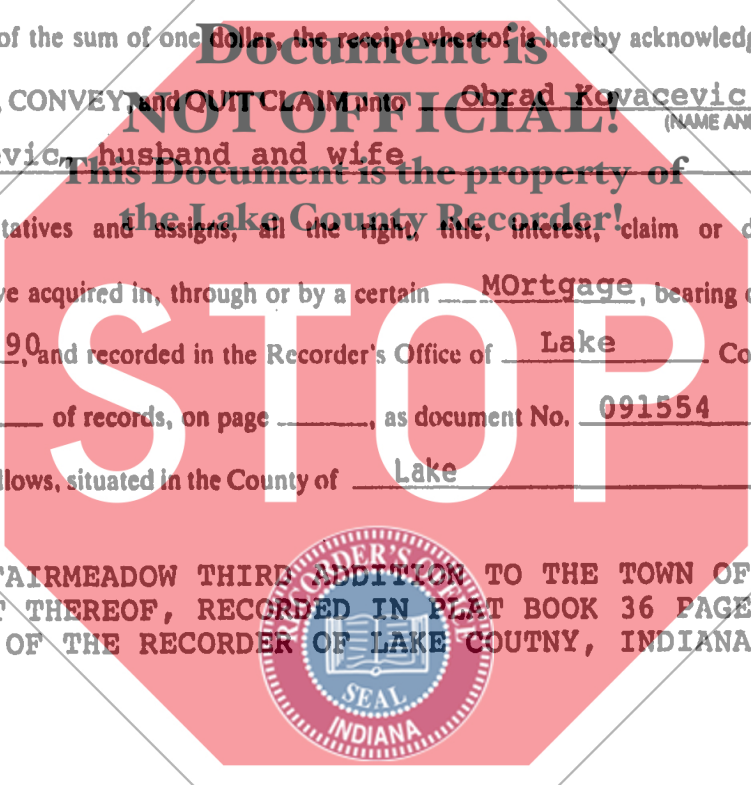 of the sum of one dollar, the receipt whereof is hereby acknowledg
Document is
CONVEY, and QUIT CLAIM unto Obrad Kovacevic
NOT OFFICIAL!
(NAME AN
evic, husband and wife
This Document is the property of
the Lake County Recorder!
tatives and assigns, all the right, title, interest, claim or d
ve acquired in, through or by a certain MOrtgage, bearing
90, and recorded in the Recorder's Office of Lake Co
of records, on page , as document No. 091554
llows, situated in the County of Lake
STOP
FAIRMEADOW THIRD ADDITION TO THE TOWN OF
T THEREOF, RECORDED IN PLAT BOOK 36 PAGE
OF THE RECORDER OF LAKE COUTNY, INDIANA
RECORDER'S OFFICE
SEAL
INDIANA